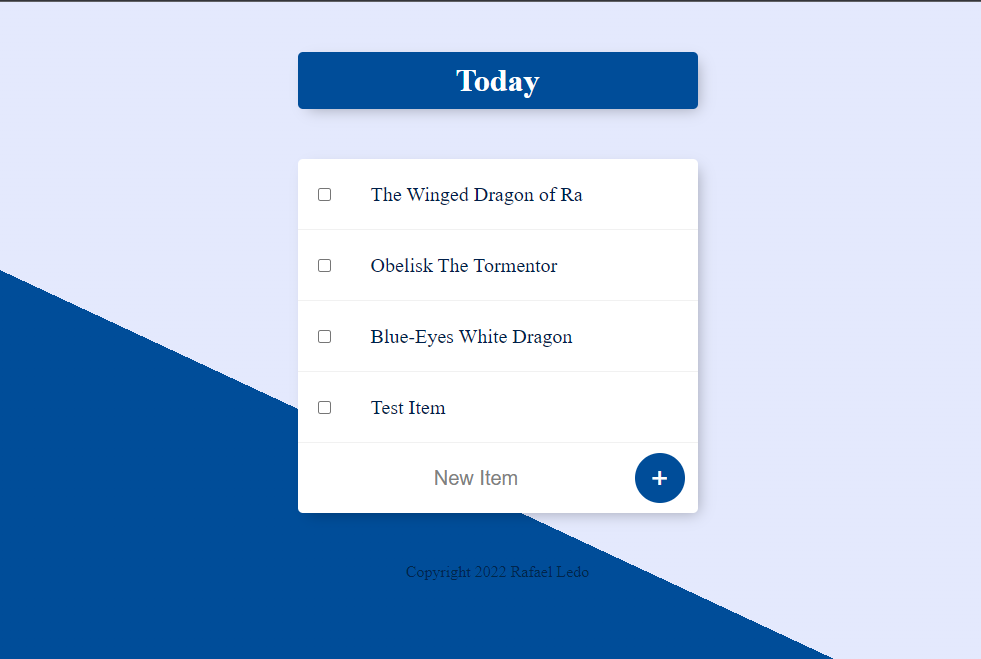 Today
The Winged Dragon of Ra
Obelisk The Tormentor
Blue-Eyes White Dragon
Test Item
New Item +
Copyright 2022 Rafael Ledo